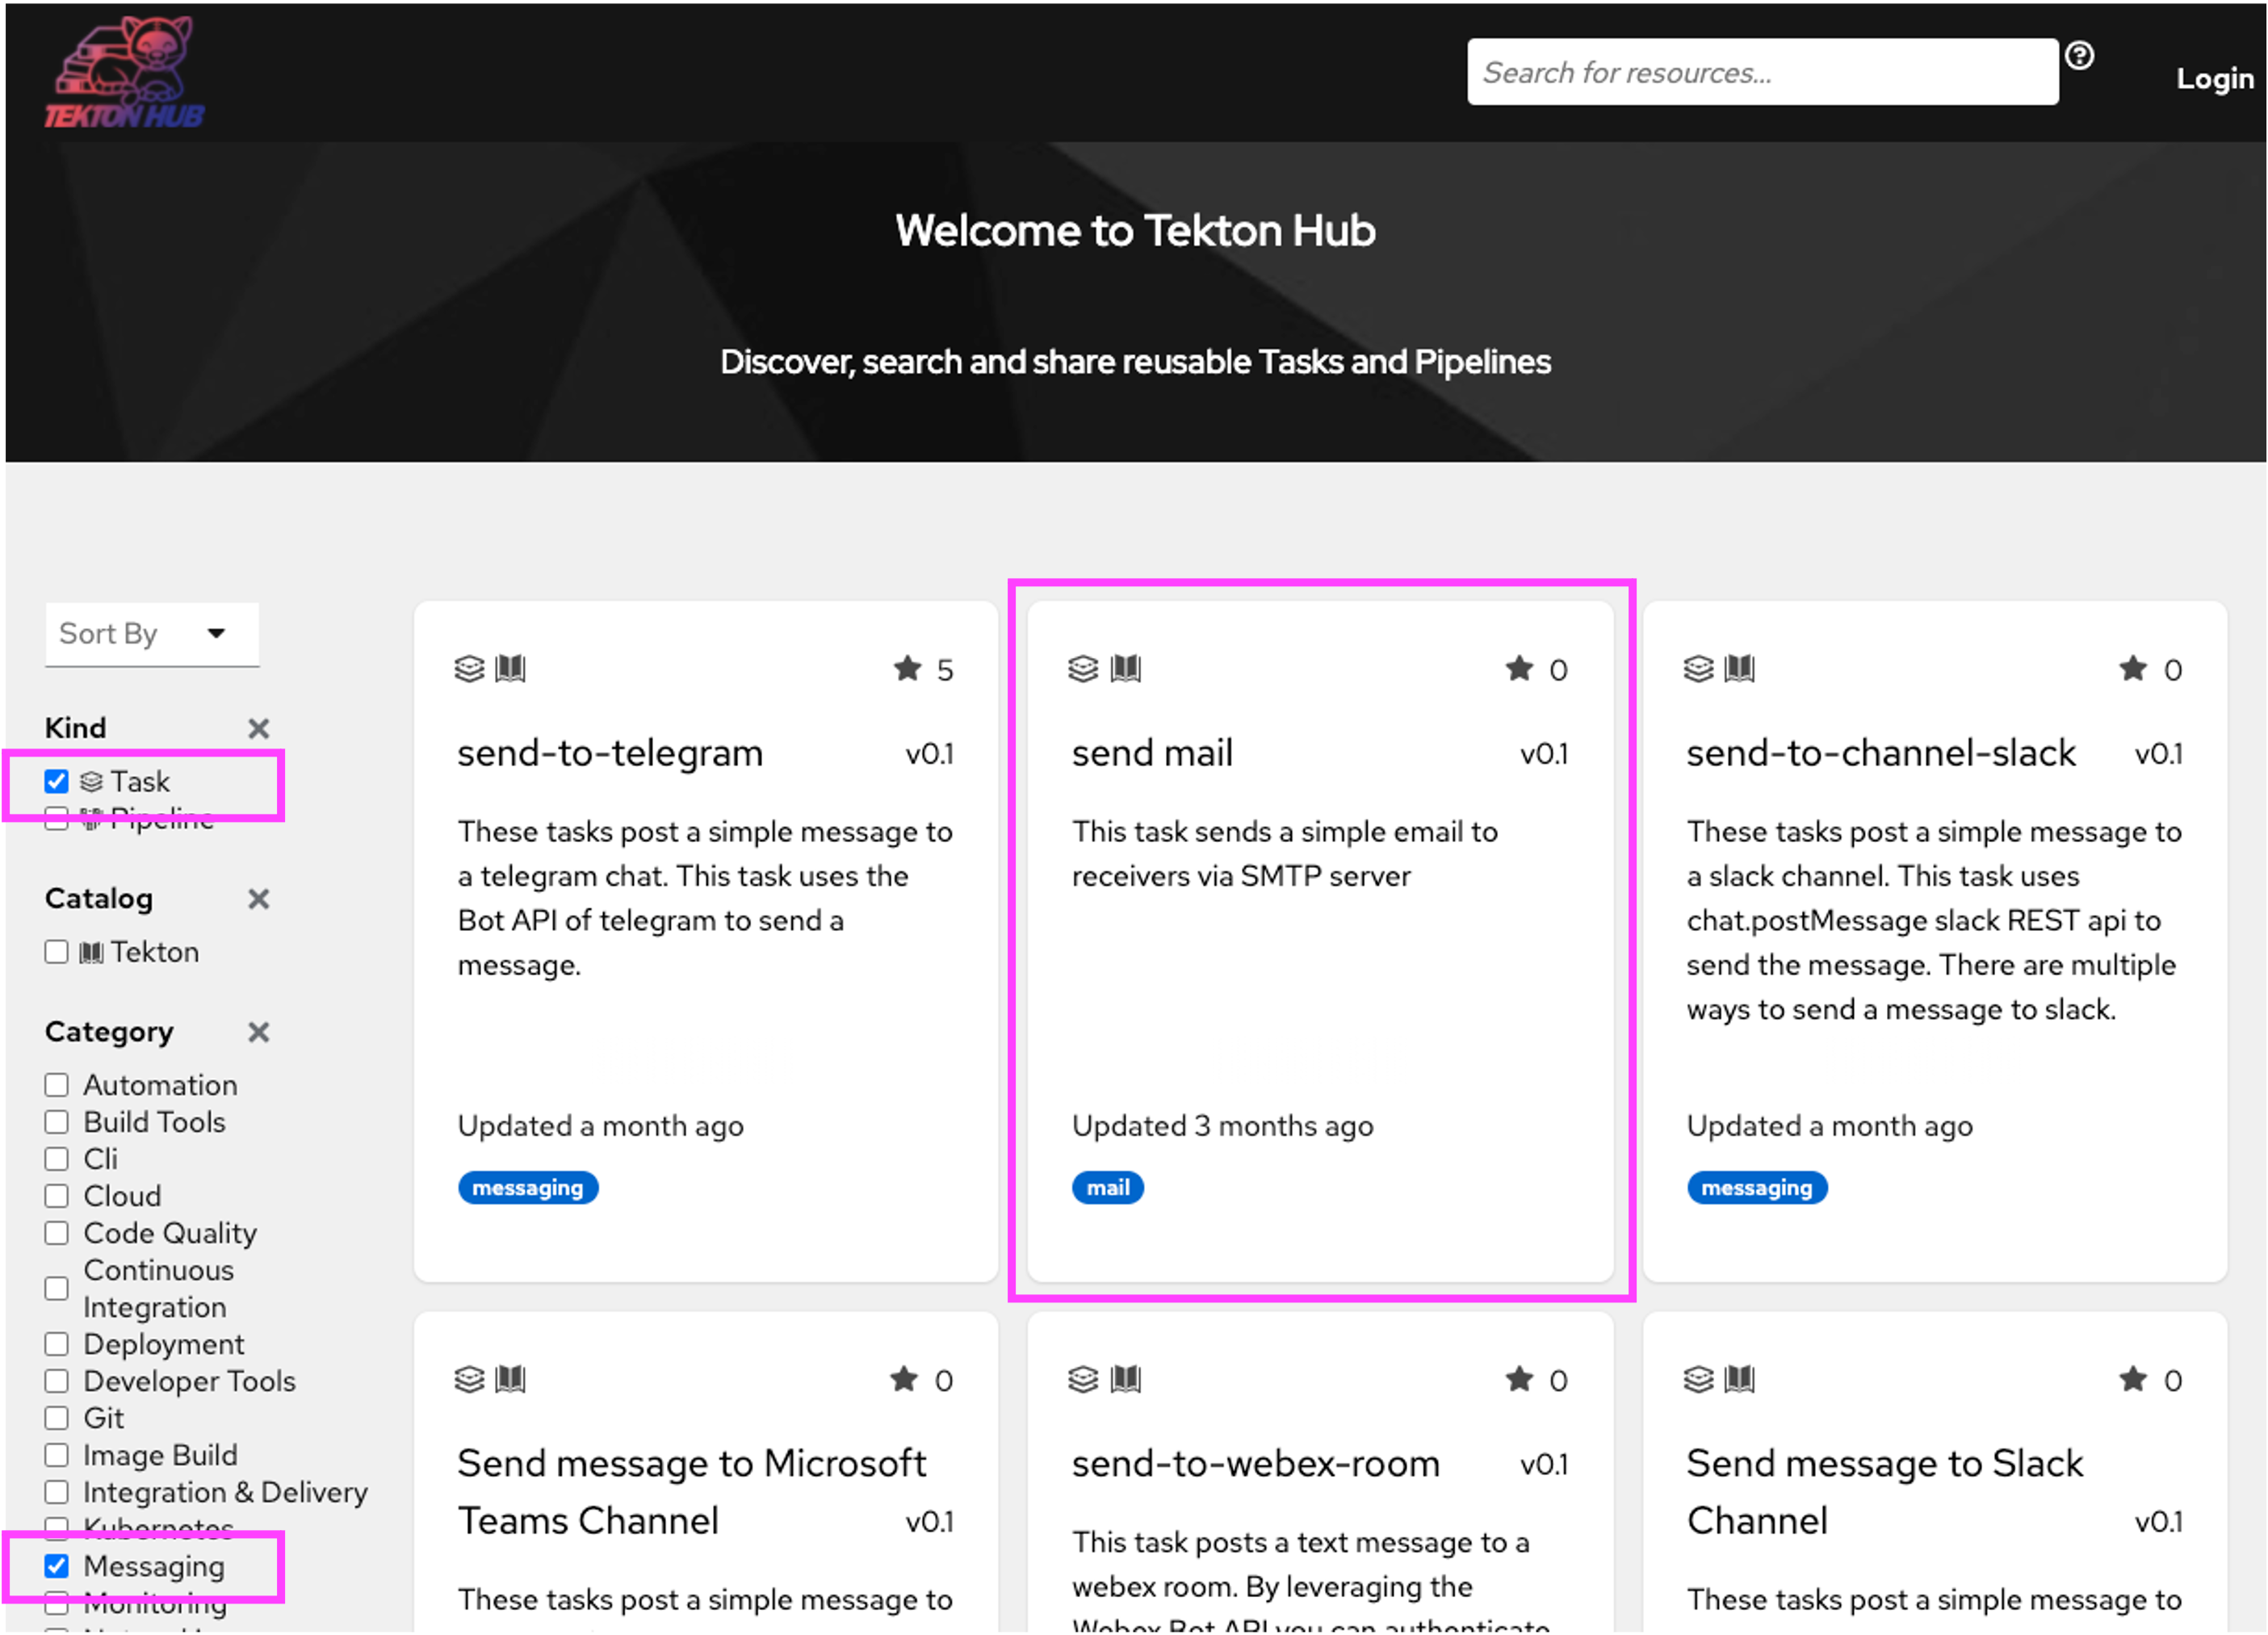 TEKTON HUB
Search for resources...
Login
Welcome to Tekton Hub
Discover, search and share reusable Tasks and Pipelines
Sort By
Kind
Task
Pipeline
Catalog
Tekton
Category
Automation
Build Tools
Cli
Cloud
Code Quality
Continuous
Integration
Deployment
Developer Tools
Git
Image Build
Integration & Delivery
Kubernetes
Messaging
Monitoring
5
send-to-telegram v0.1
These tasks post a simple message to
a telegram chat. This task uses the
Bot API of telegram to send a
message.
Updated a month ago
messaging
0
send mail v0.1
This task sends a simple email to
receivers via SMTP server
Updated 3 months ago
mail
0
send-to-channel-slack v0.1
These tasks post a simple message to
a slack channel. This task uses
chat.postMessage slack REST api to
send the message. There are multiple
ways to send a message to slack.
Updated a month ago
messaging
0
Send message to Microsoft
Teams Channel v0.1
These tasks post a simple message to
0
send-to-webex-room v0.1
This task posts a text message to a
webex room. By leveraging the
Webex Bot API you can authenticate
0
Send message to Slack
Channel v0.1
These tasks post a simple message to